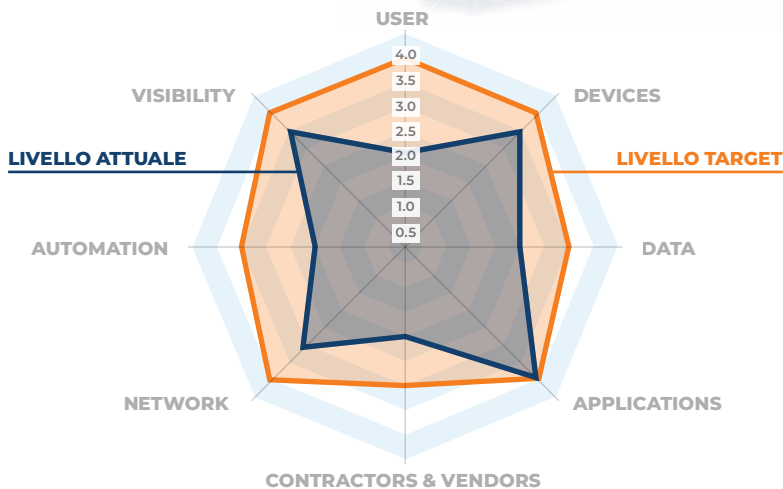 USER
4.0
3.5
3.0
2.5
2.0
1.5
1.0
0.5
VISIBILITY
DEVICES
LIVELLO ATTUALE
LIVELLO TARGET
AUTOMATION
DATA
NETWORK
APPLICATIONS
CONTRACTORS & VENDORS